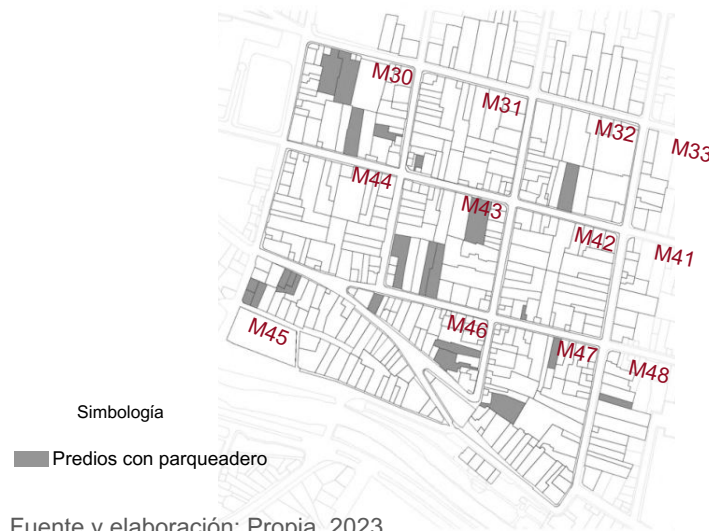 M30
M31
M32
M33
M44
M43
M42
M41
M45
M46
M47
M48
Simbología
Predios con parqueadero
Fuente y elaboración: Propia, 2023